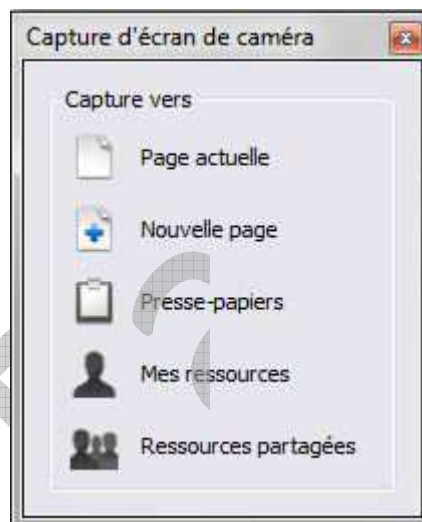 Capture d'écran de caméra
Capture vers
Page actuelle
Nouvelle page
Presse-papiers
Mes ressources
Ressources partagées